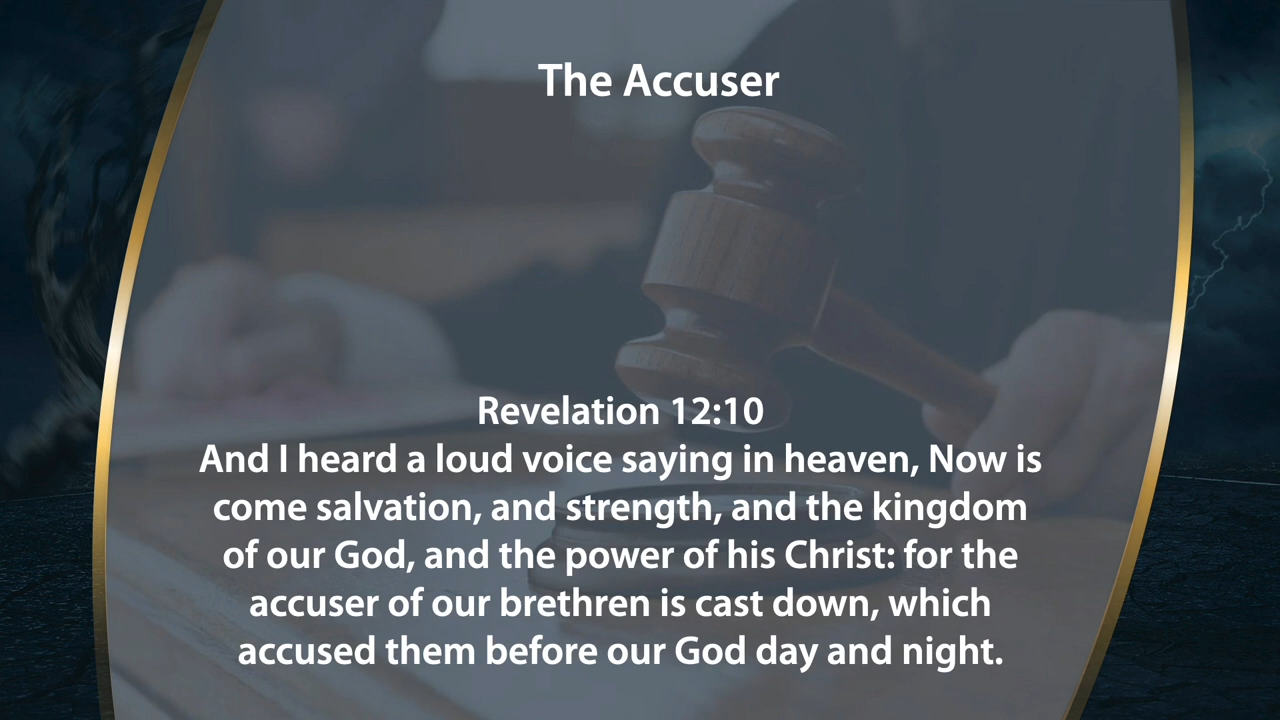 The Accuser
Revelation 12:10
And I heard a loud voice saying in heaven, Now is
come salvation, and strength, and the kingdom
of our God, and the power of his Christ: for the
accuser of our brethren is cast down, which
accused them before our God day and night.